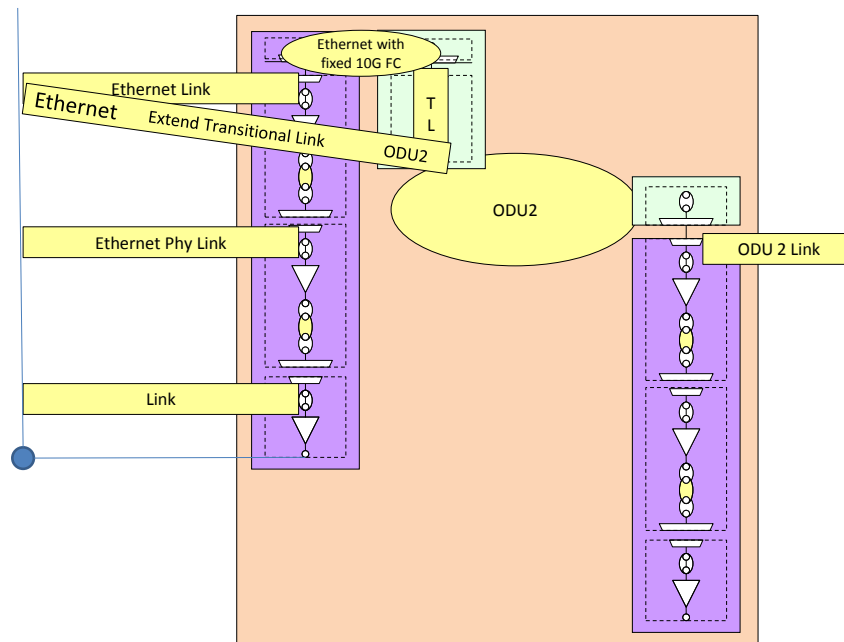 Ethernet with
fixed 10G FC
Ethernet Link
T
L
Ethernet Extend Transitional Link ODU2
ODU2
Ethernet Phy Link
ODU 2 Link
Link